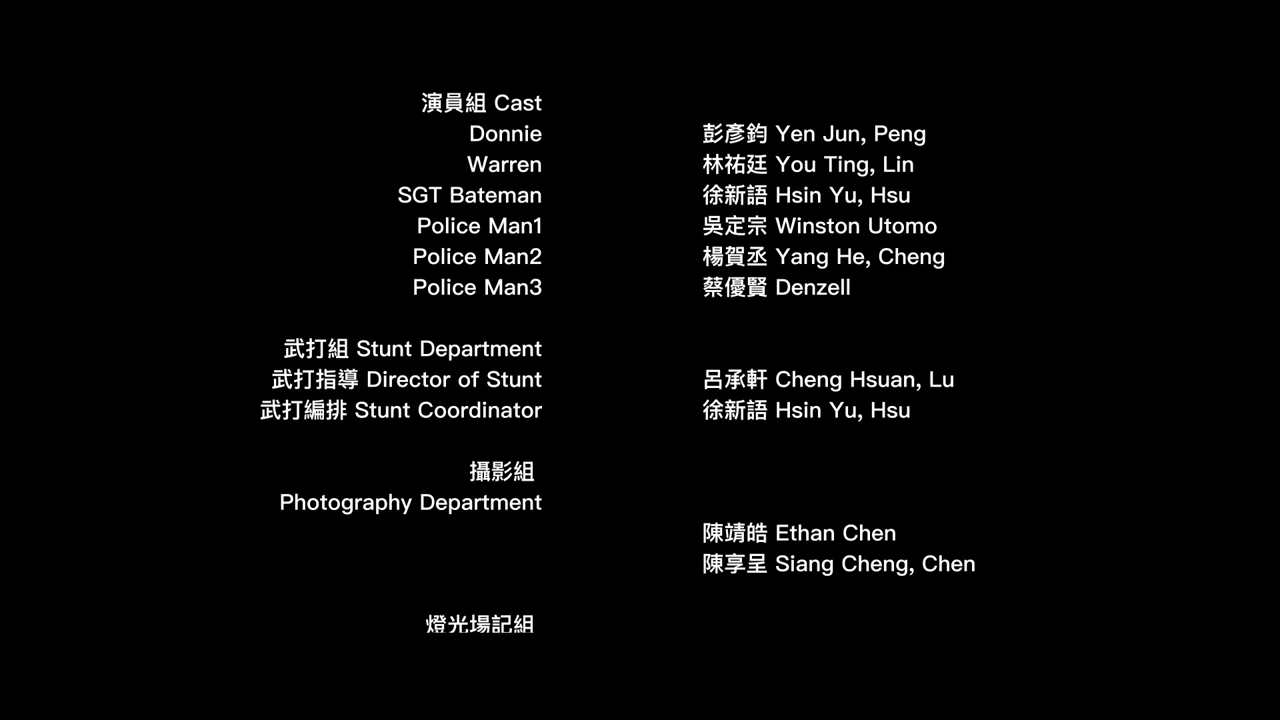 演員組 Cast
Donnie 彭彥鈞 Yen Jun, Peng
Warren 林祐廷 You Ting, Lin
SGT Bateman 徐新語 Hsin Yu, Hsu
Police Man1 吳定宗 Winston Utomo
Police Man2 楊賀丞 Yang He, Cheng
Police Man3 蔡優賢 Denzell
武打組 Stunt Department
武打指導 Director of Stunt 呂承軒 Cheng Hsuan, Lu
武打編排 Stunt Coordinator 徐新語 Hsin Yu, Hsu
攝影組
Photography Department
陳靖皓 Ethan Chen
陳享呈 Siang Cheng, Chen
燈光場記組